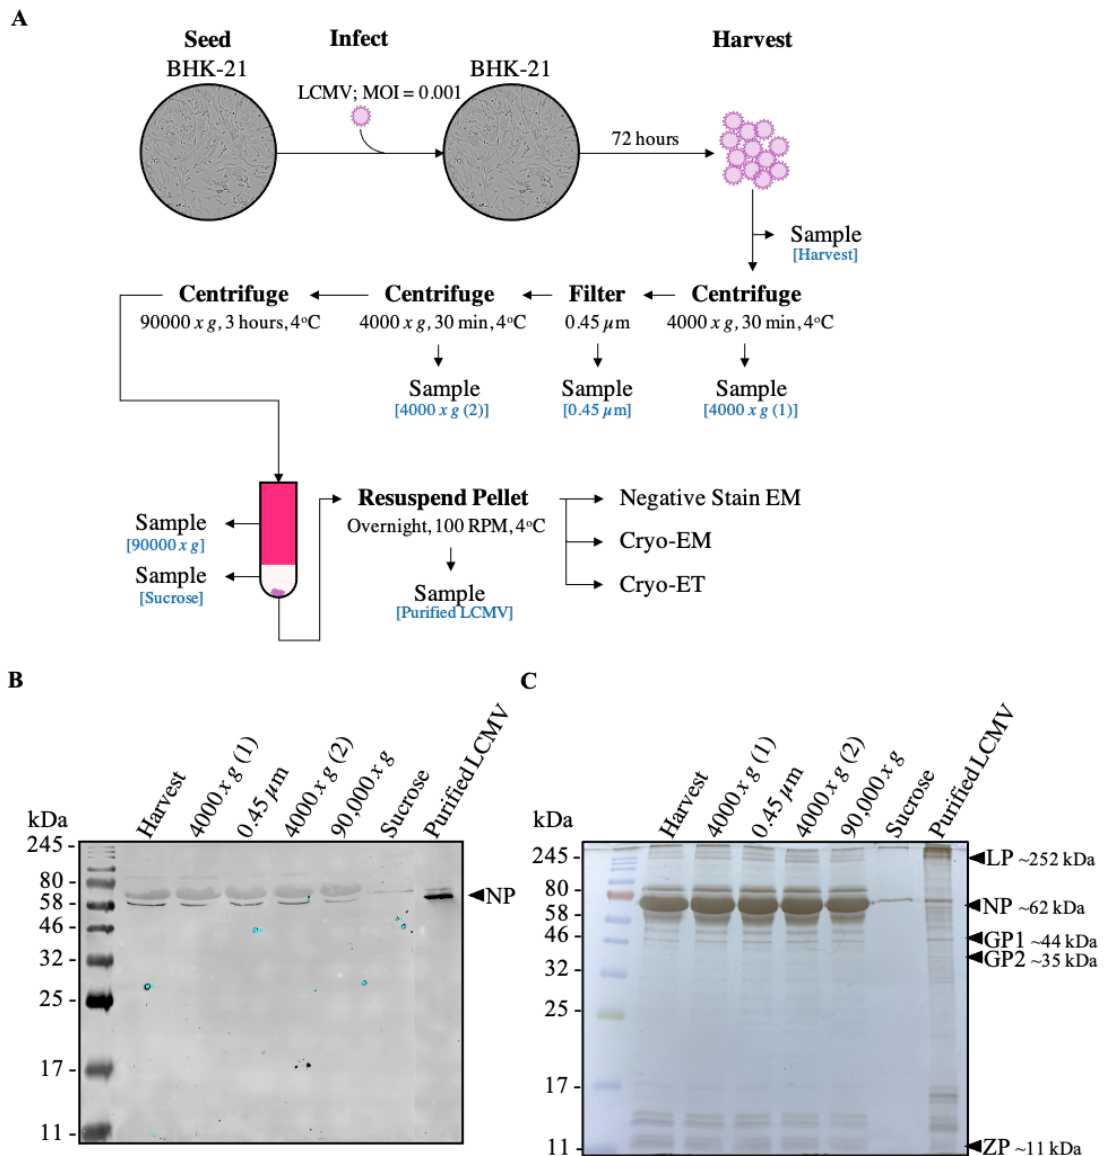 A
Seed
BHK-21
Infect
LCMV; MOI = 0.001
BHK-21
72 hours
Harvest
Sample
[Harvest]
Centrifuge
90000 x g, 3 hours, 4°C
Centrifuge
4000 x g, 30 min, 4°C
Filter
0.45 µm
Centrifuge
4000 x g, 30 min, 4°C
Sample
[4000 x g (2)]
Sample
[0.45 µm]
Sample
[4000 x g (1)]
Sample
[90000 x g]
Sample
[Sucrose]
Resuspend Pellet
Overnight, 100 RPM, 4°C
Sample
[Purified LCMV]
Negative Stain EM
Cryo-EM
Cryo-ET
B
kDa
Harvest
4000 x g (1)
0.45 µm
4000 x g (2)
90,000 x g
Sucrose
Purified LCMV
245 -
80 -
58 -
46 -
32 -
25 -
17 -
11 -
NP
C
kDa
Harvest
4000 x g (1)
0.45 µm
4000 x g (2)
90,000 x g
Sucrose
Purified LCMV
245 -
80 -
58 -
46 -
32 -
25 -
17 -
11 -
LP ~252 kDa
NP ~62 kDa
GP1 ~44 kDa
GP2 ~35 kDa
ZP ~11 kDa